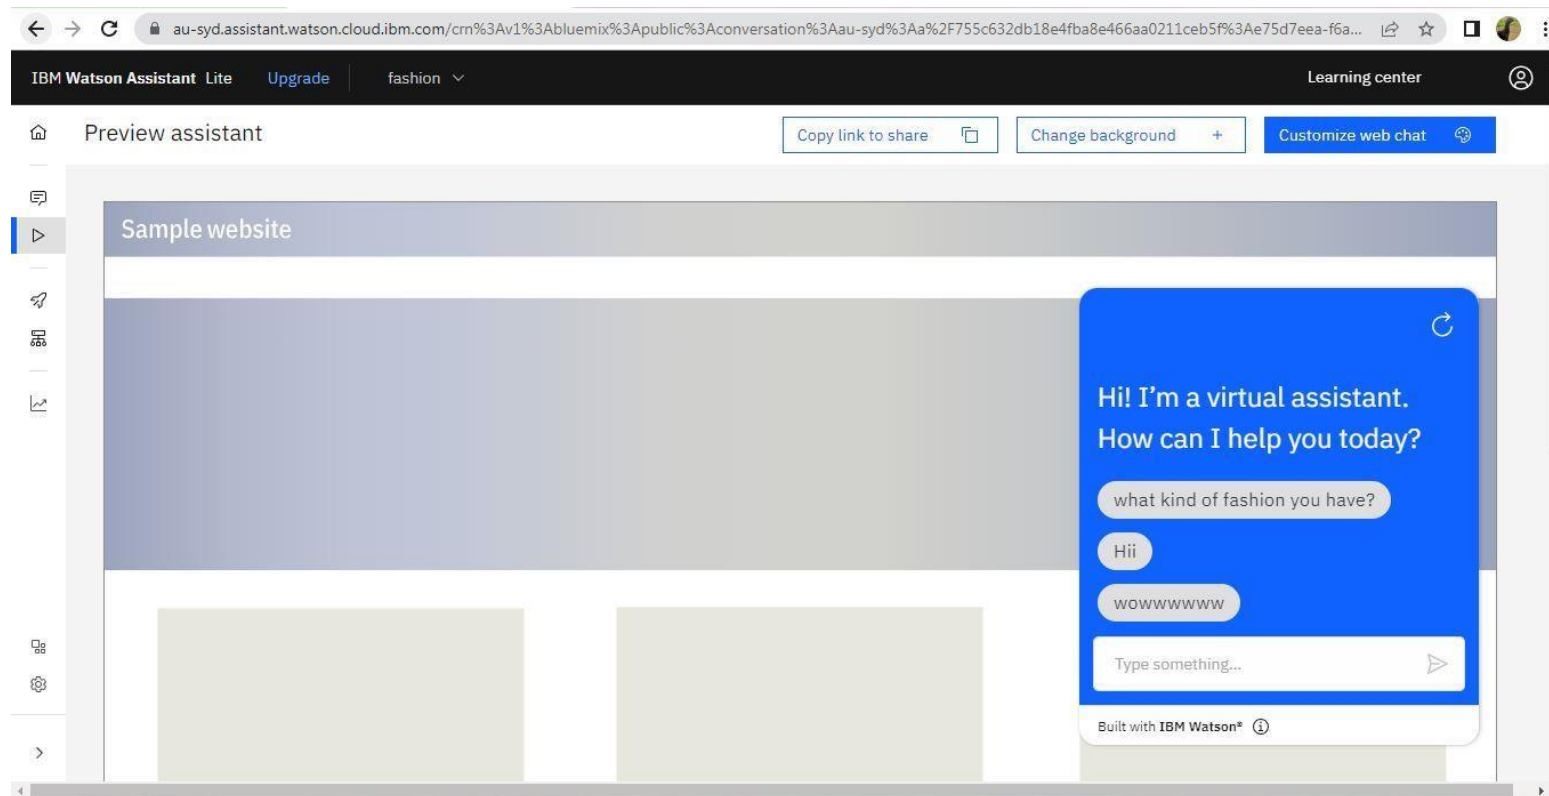 au-syd.assistant.watson.cloud.ibm.com/crn%3Av1%3Abluemix%3Apublic%3Aconversation%3Aau-syd%3Aa%2F755c632db18e4fba8e466aa0211ceb5f%3Ae75d7eea-f6a...
IBM Watson Assistant Lite Upgrade fashion Learning center
Preview assistant Copy link to share Change background + Customize web chat
Sample website
Hi! I'm a virtual assistant.
How can I help you today?
what kind of fashion you have?
Hii
wowwwwww
Type something...
Built with IBM Watson®